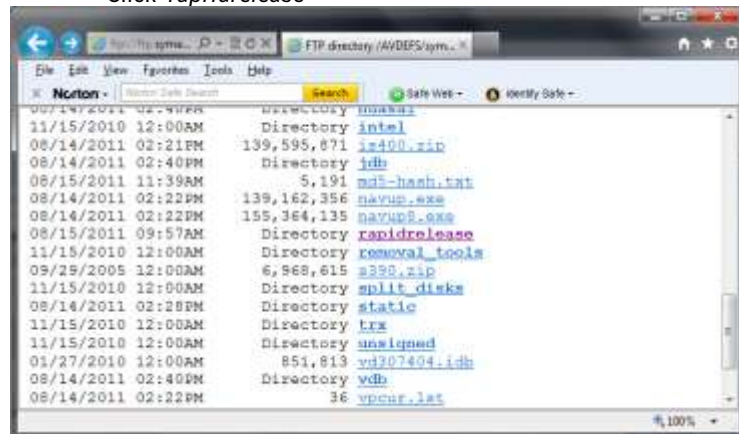 Click rapidrelease
FTP directory /AVDEFS/sym...
File Edit View Favorites Tools Help
Norton - Search Safe Web - Identity Safe -
11/15/2010 12:00AM Directory intel
08/14/2011 02:21PM 139,595,871 is400.zip
08/14/2011 02:40PM Directory jdb
08/15/2011 11:39AM 5,191 md5-hash.txt
08/14/2011 02:22PM 139,162,356 navup.exe
08/14/2011 02:22PM 155,364,135 navup8.exe
08/15/2011 09:57AM Directory rapidrelease
11/15/2010 12:00AM Directory removal_tools
09/29/2005 12:00AM 6,968,615 s390.zip
11/15/2010 12:00AM Directory split_disks
08/14/2011 02:28PM Directory static
11/15/2010 12:00AM Directory trx
11/15/2010 12:00AM Directory unsigned
01/27/2010 12:00AM 851,813 vd307404.idb
08/14/2011 02:40PM Directory vdb
08/14/2011 02:22PM 36 vpcur.lst
100%